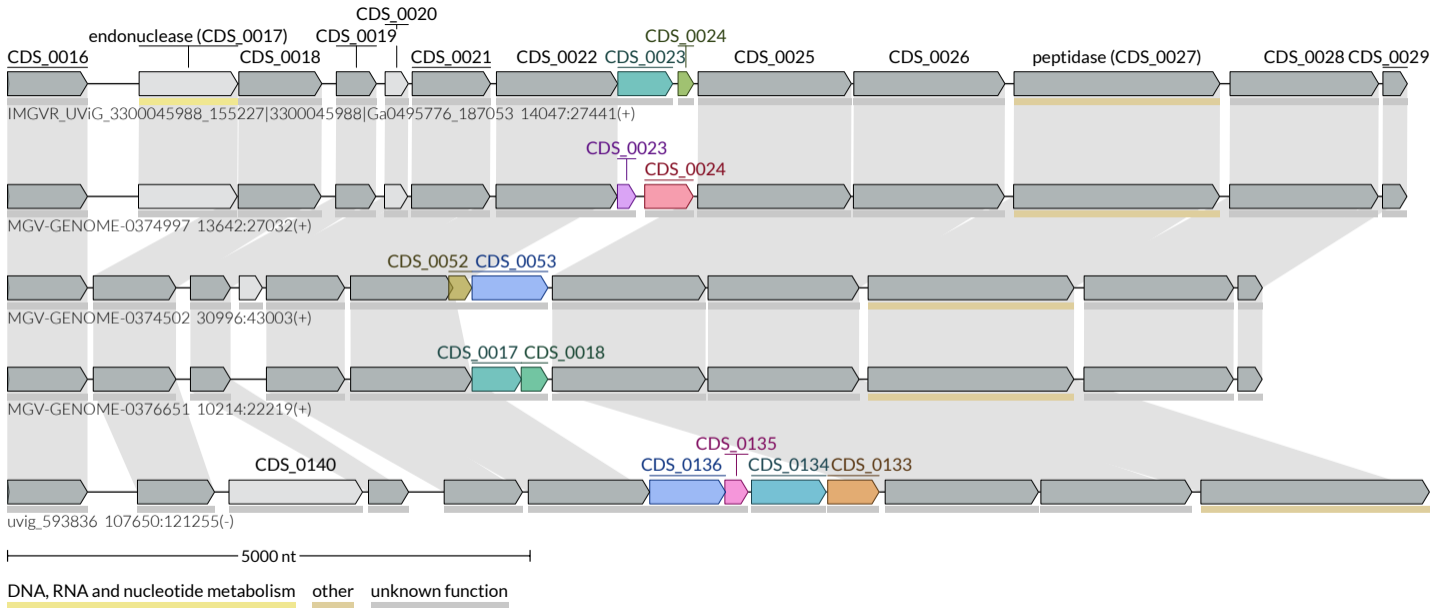 CDS_0020
endonuclease (CDS_0017) CDS_0019 CDS_0024
CDS_0016 CDS_0018 CDS_0021 CDS_0022 CDS_0023 CDS_0025 CDS_0026 peptidase (CDS_0027) CDS_0028 CDS_0029
IMGVR_UViG_3300045988_155227|3300045988|Ga0495776_187053 14047:27441(+)
CDS_0023
CDS_0024
MGV-GENOME-0374997 13642:27032(+)
CDS_0052 CDS_0053
MGV-GENOME-0374502 30996:43003(+)
CDS_0017 CDS_0018
MGV-GENOME-0376651 10214:22219(+)
CDS_0135
CDS_0140 CDS_0136 CDS_0134 CDS_0133
uvig_593836 107650:121255(-)
5000 nt
DNA, RNA and nucleotide metabolism other unknown function